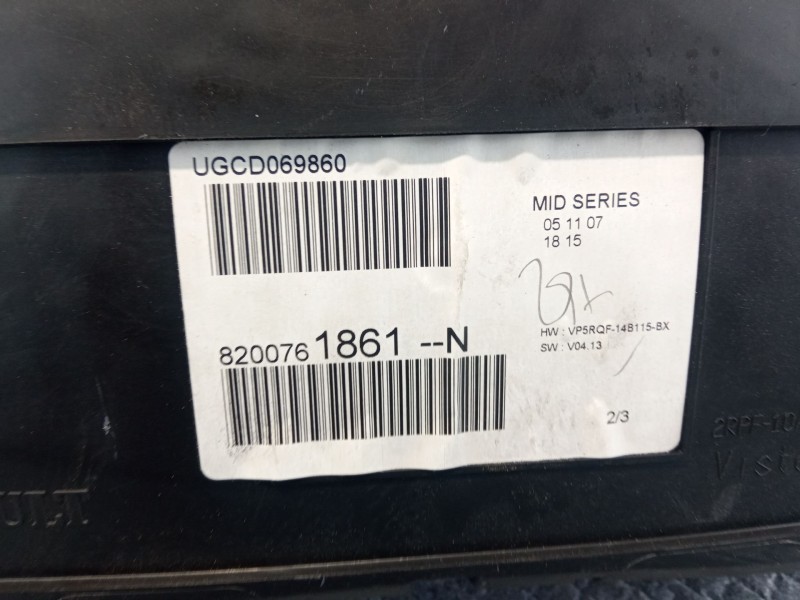 UGCD069860
MID SERIES
05 11 07
18 15
HW : VP5RQF-14B115-BX
SW : V04.13
8200761861 --N
2/3